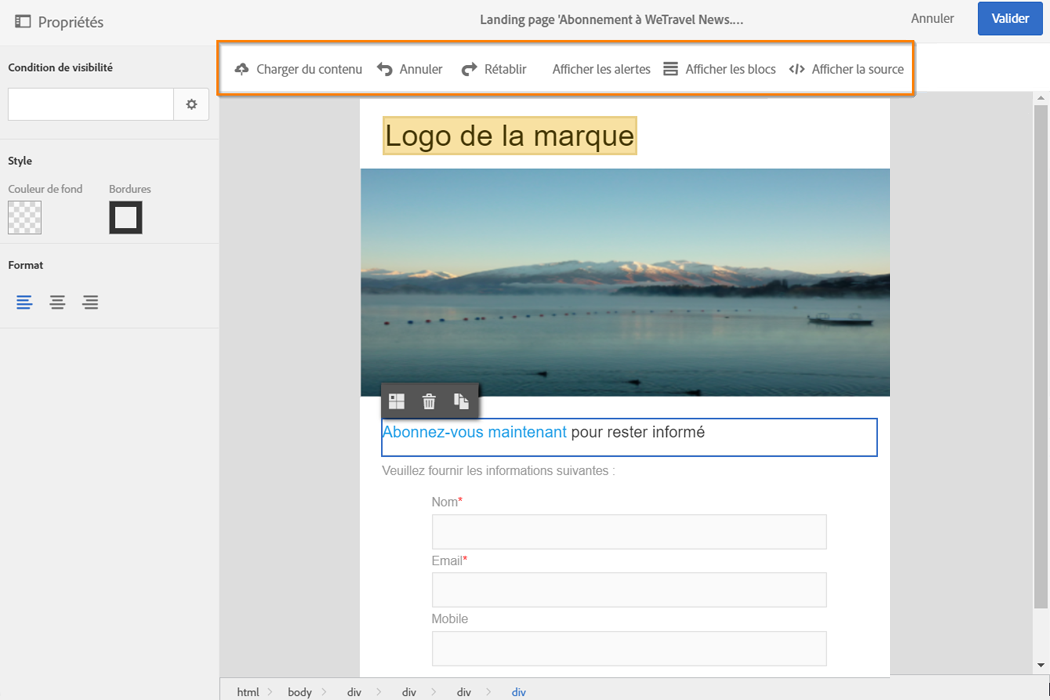 Propriétés
Landing page 'Abonnement à WeTravel News....
Annuler
Valider
Condition de visibilité
Charger du contenu Annuler Rétablir Afficher les alertes Afficher les blocs Afficher la source
Style
Couleur de fond Bordures
Format
Logo de la marque
Abonnez-vous maintenant pour rester informé
Veuillez fournir les informations suivantes :
Nom*
Email*
Mobile
html body div div div div